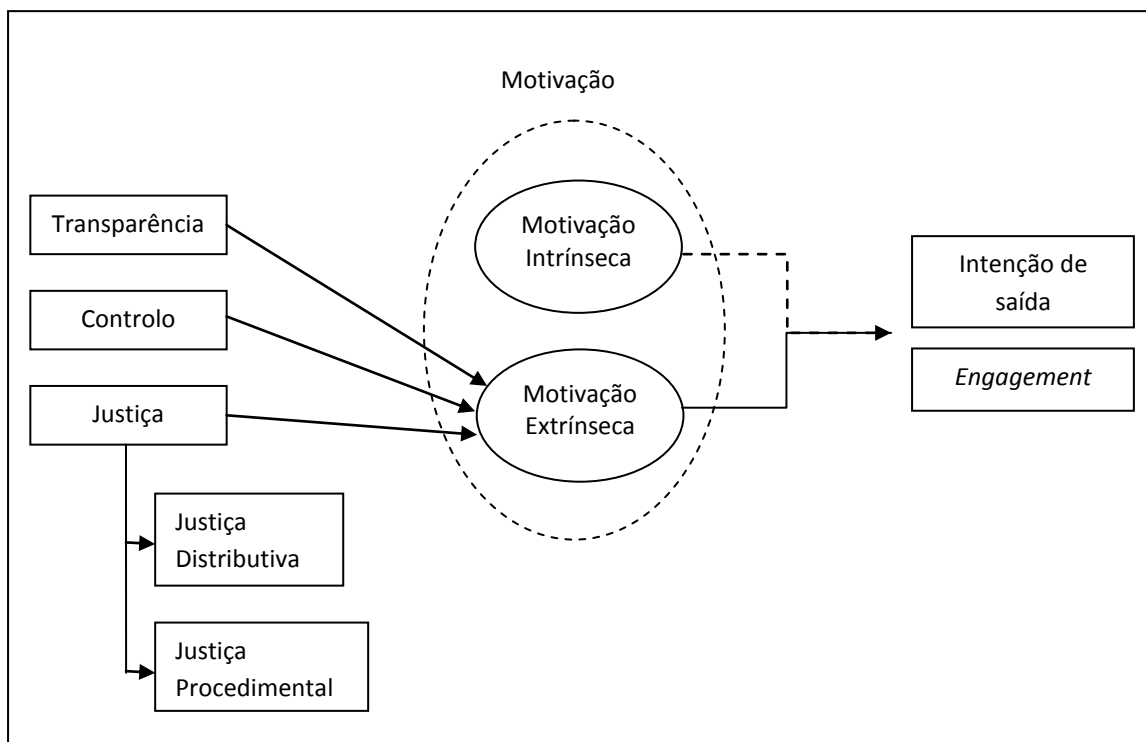 Motivação
Transparência
Controlo
Justiça
Justiça
Distributiva
Justiça
Procedimental
Motivação
Intrínseca
Motivação
Extrínseca
Intenção de
saída
Engagement